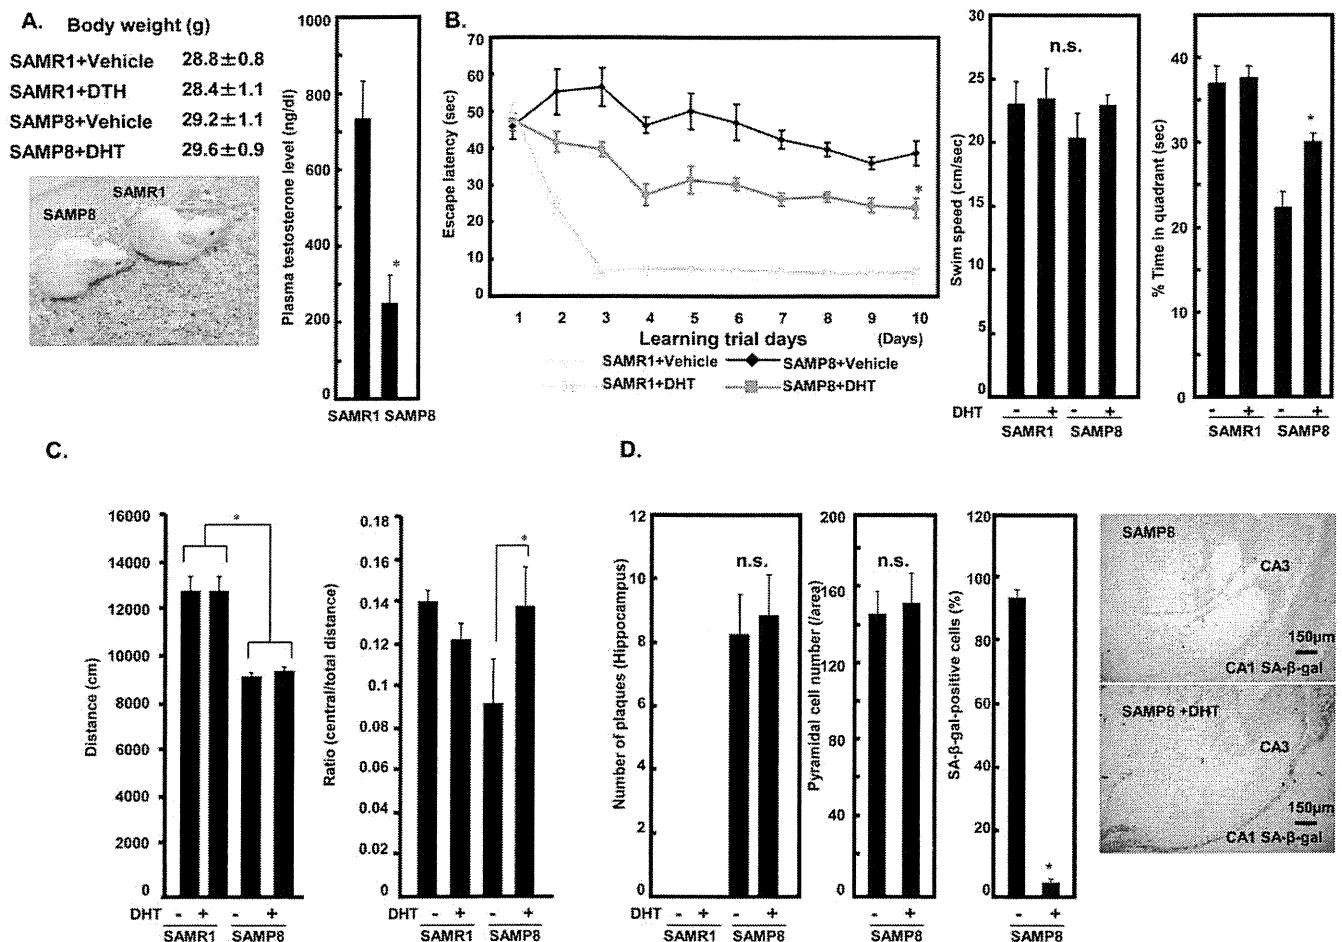 A. Body weight (g)
SAMR1+Vehicle 28.8±0.8
SAMR1+DTH 28.4±1.1
SAMP8+Vehicle 29.2±1.1
SAMP8+DHT 29.6±0.9
SAMR1
SAMP8
Plasma testosterone level (ng/dl)
1000
800
600
400
200
0
*
SAMR1 SAMP8
B.
Escape latency (sec)
70
60
50
40
30
20
10
0
*
1 2 3 4 5 6 7 8 9 10
Learning trial days (Days)
SAMR1+Vehicle SAMP8+Vehicle
SAMR1+DHT SAMP8+DHT
Swim speed (cm/sec)
30
25
20
15
10
5
0
n.s.
DHT - + - +
SAMR1 SAMP8
% Time in quadrant (sec)
40
30
20
10
0
*
- + - +
SAMR1 SAMP8
C.
Distance (cm)
16000
14000
12000
10000
8000
6000
4000
2000
0
*
DHT - + - +
SAMR1 SAMP8
Ratio (central/total distance)
0.18
0.16
0.14
0.12
0.1
0.08
0.06
0.04
0.02
0
*
DHT - + - +
SAMR1 SAMP8
D.
Number of plaques (Hippocampus)
12
10
8
6
4
2
0
n.s.
DHT - + - +
SAMR1 SAMP8
Pyramidal cell number (/area)
200
160
120
80
40
0
n.s.
- +
SAMP8
SA-β-gal-positive cells (%)
120
100
80
60
40
20
0
*
- +
SAMP8
SAMP8
CA3
150μm
CA1 SA-β-gal
SAMP8 +DHT
CA3
150μm
CA1 SA-β-gal